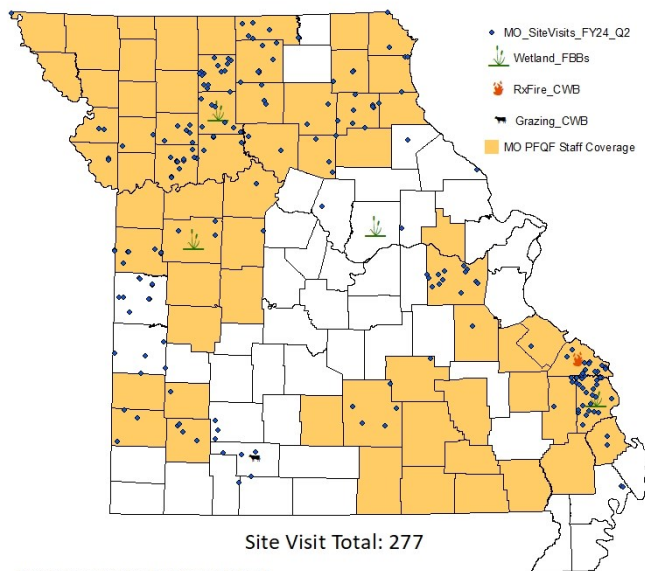 MO_SiteVisits_FY24_Q2
Wetland_FBBs
RxFire_CWB
Grazing_CWB
MO PFQF Staff Coverage
Site Visit Total: 277